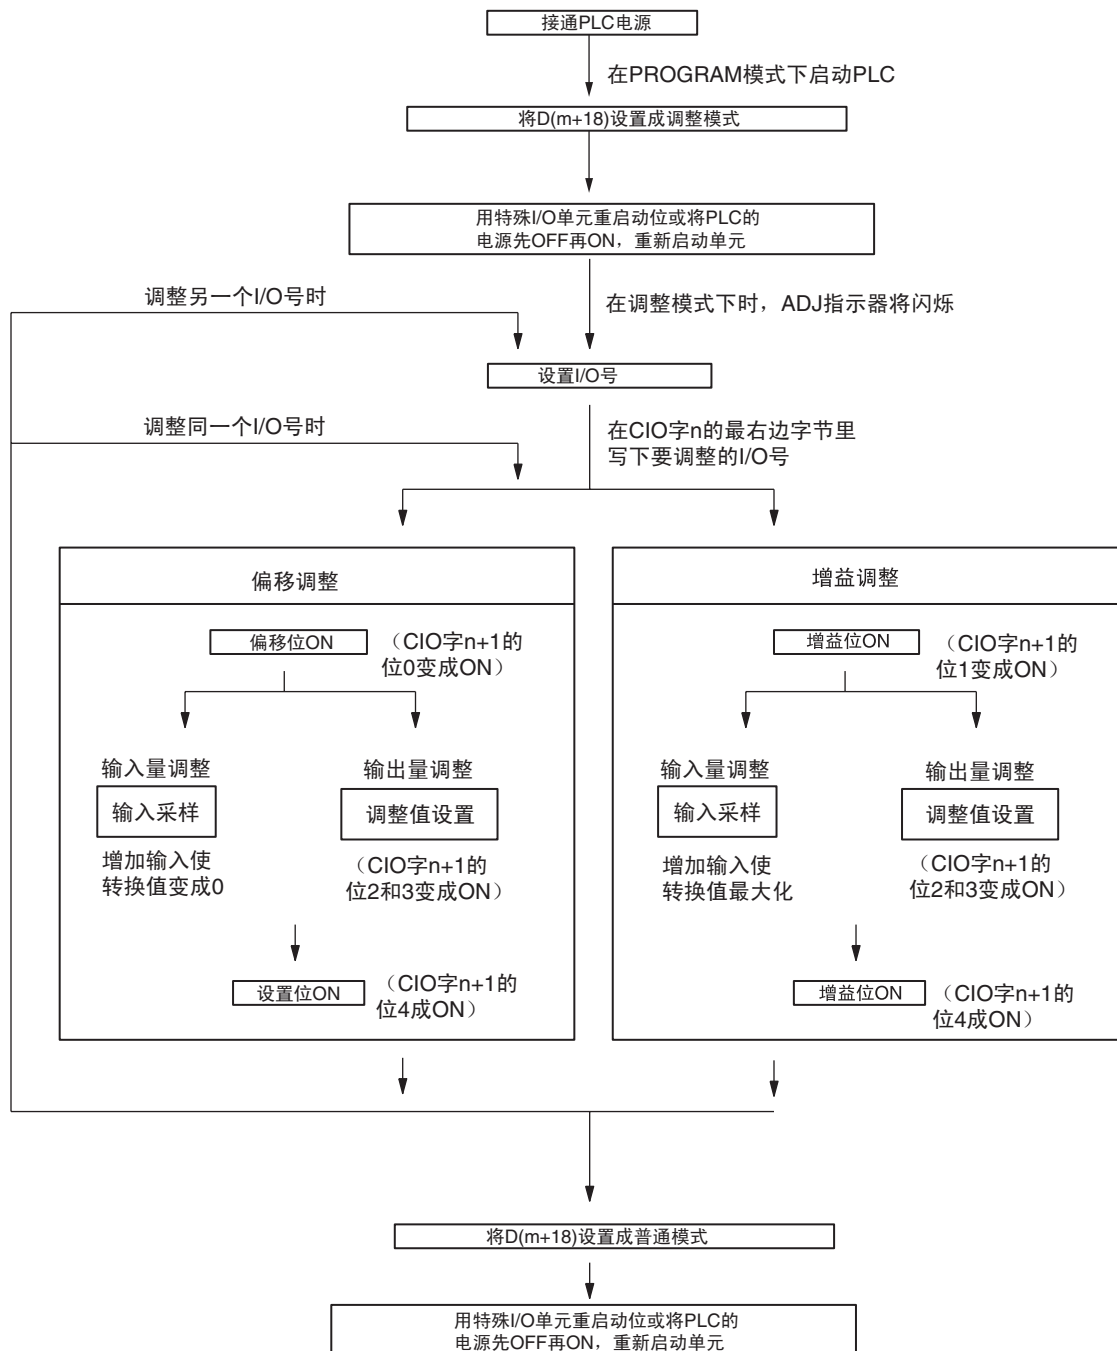 接通PLC电源
在PROGRAM模式下启动PLC
将D(m+18)设置成调整模式
用特殊I/O单元重启动位或将PLC的
电源先OFF再ON，重新启动单元
调整另一个I/O号时
在调整模式下时，ADJ指示器将闪烁
设置I/O号
调整同一个I/O号时
在CIO字n的最右边字节里
写下要调整的I/O号
偏移调整
偏移位ON
（CIO字n+1的
位0变成ON）
输入量调整
输入采样
增加输入使
转换值变成0
输出量调整
调整值设置
（CIO字n+1的
位2和3变成ON）
设置位ON
（CIO字n+1的
位4成ON）
增益调整
增益位ON
（CIO字n+1的
位1变成ON）
输入量调整
输入采样
增加输入使
转换值最大化
输出量调整
调整值设置
（CIO字n+1的
位2和3变成ON）
增益位ON
（CIO字n+1的
位4成ON）
将D(m+18)设置成普通模式
用特殊I/O单元重启动位或将PLC的
电源先OFF再ON，重新启动单元